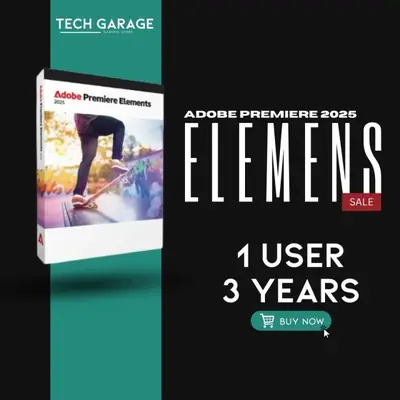 TECH GARAGE
Adobe Premiere Elements
2025
ADOBE PREMIERE 2025
ELEMENS
SALE
1 USER
3 YEARS
BUY NOW